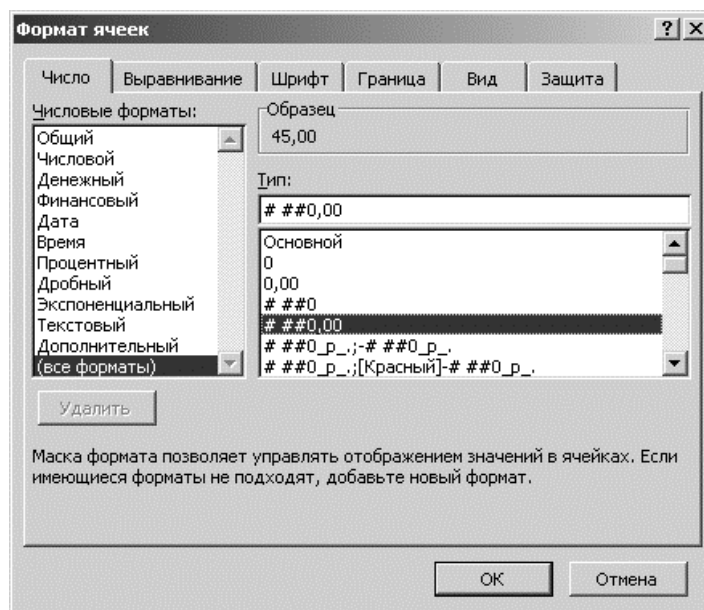 Формат ячеек
Число Выравнивание Шрифт Граница Вид Защита
Числовые форматы:
Общий
Числовой
Денежный
Финансовый
Дата
Время
Процентный
Дробный
Экспоненциальный
Текстовый
Дополнительный
(все форматы)
Образец
45,00
Тип:
# ##0,00
Основной
0
0,00
# ##0
# ##0,00
# ##0_р_.;-# ##0_р_.
# ##0_р_.;[Красный]-# ##0_р_.
Удалить
Маска формата позволяет управлять отображением значений в ячейках. Если
имеющиеся форматы не подходят, добавьте новый формат.
ОК Отмена